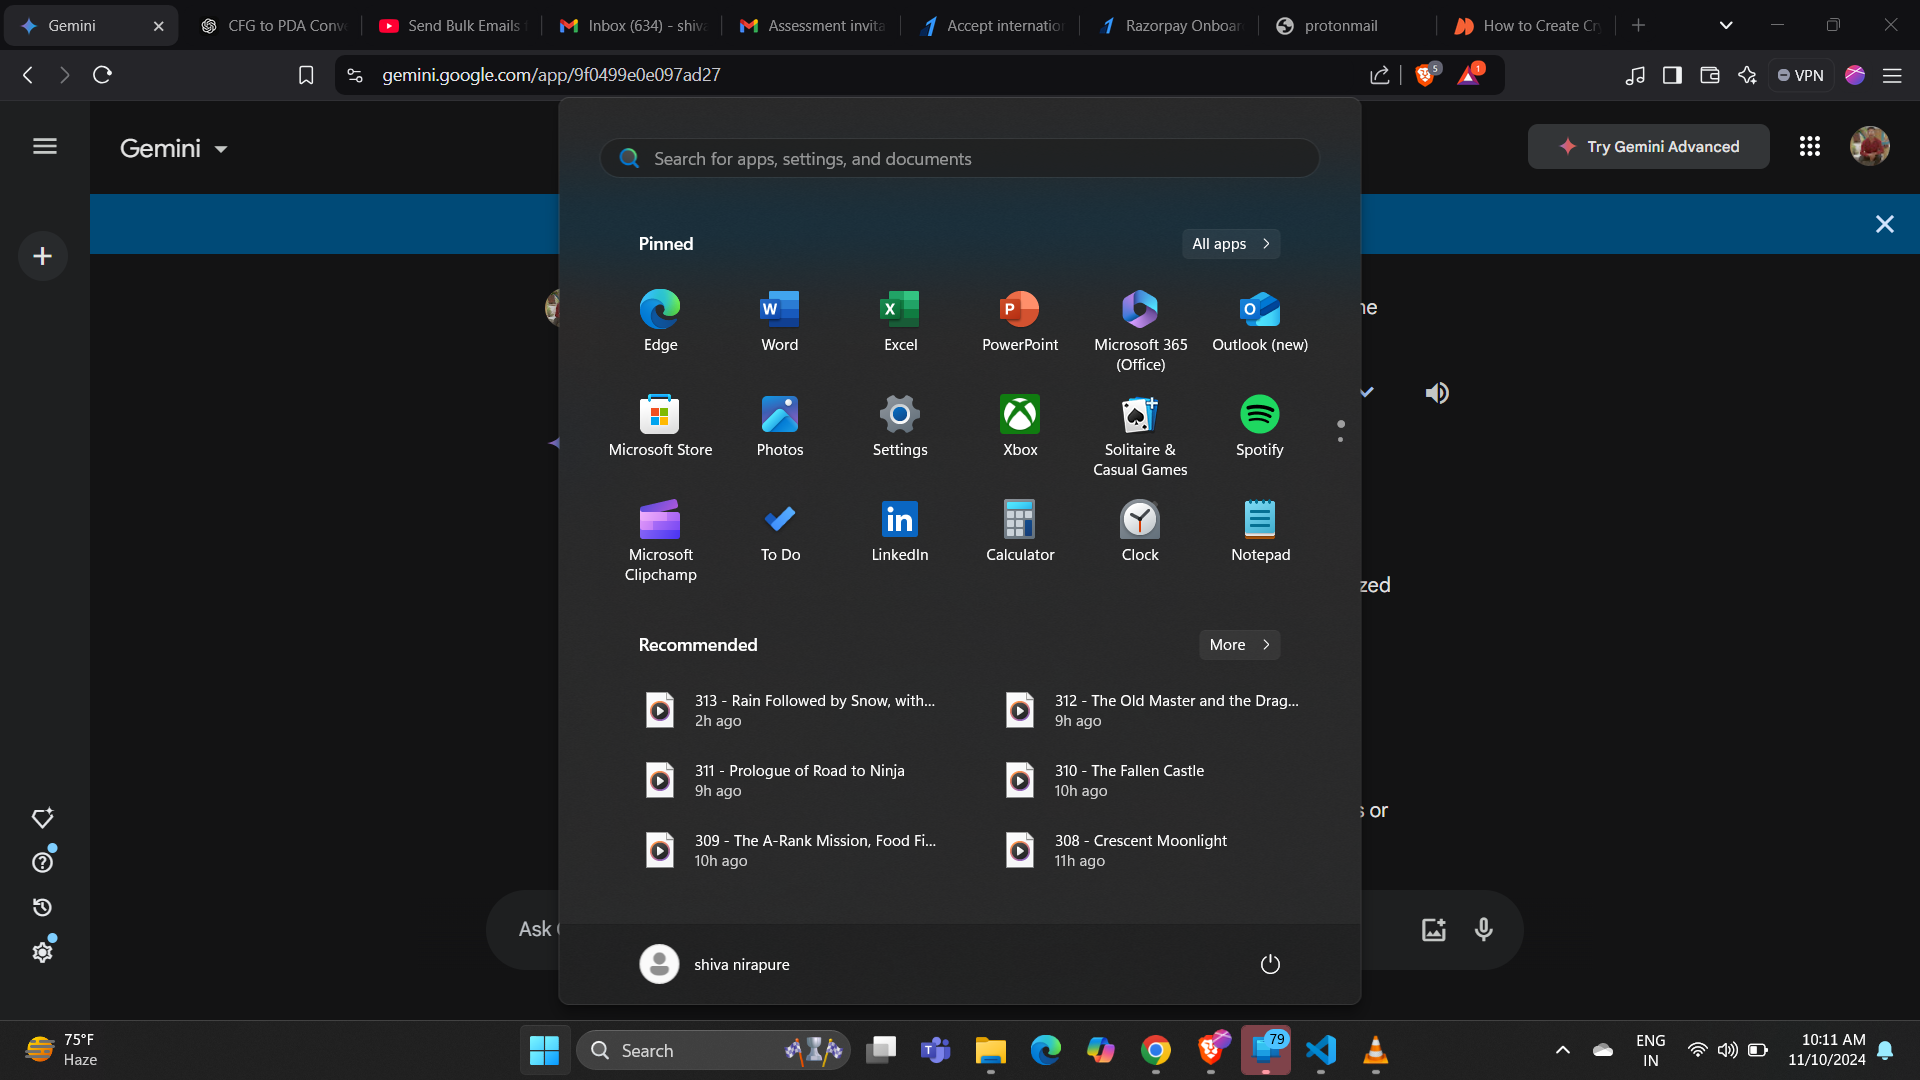 Gemini
CFG to PDA Conv
Send Bulk Emails
Inbox (634) - shiva
Assessment invita
Accept internatio
Razorpay Onboar
protonmail
How to Create Cr
gemini.google.com/app/9f0499e0e097ad27
5
1
VPN
Gemini
Try Gemini Advanced
Search for apps, settings, and documents
Pinned
All apps
Edge
Word
Excel
PowerPoint
Microsoft 365
(Office)
Outlook (new)
Microsoft Store
Photos
Settings
Xbox
Solitaire &
Casual Games
Spotify
Microsoft
Clipchamp
To Do
LinkedIn
Calculator
Clock
Notepad
Recommended
More
313 - Rain Followed by Snow, with...
2h ago
312 - The Old Master and the Drag...
9h ago
311 - Prologue of Road to Ninja
9h ago
310 - The Fallen Castle
10h ago
309 - The A-Rank Mission, Food Fi...
10h ago
308 - Crescent Moonlight
11h ago
ne
zed
s or
Ask
shiva nirapure
75°F
Haze
Search
79
ENG
IN
10:11 AM
11/10/2024